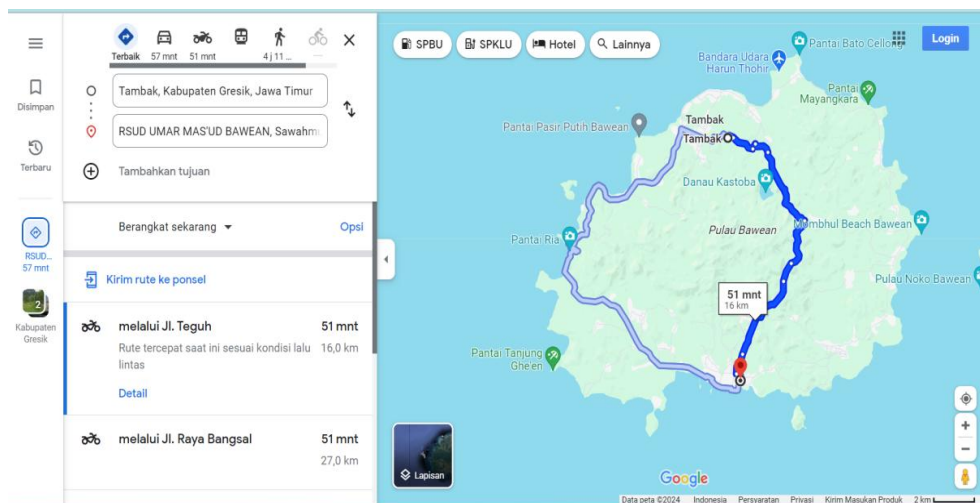 Terbaik
57 mnt
51 mnt
4 j 11 ...
Disimpan
Terbaru
RSUD...
57 mnt
2
Kabupaten
Gresik
Tambak, Kabupaten Gresik, Jawa Timur
RSUD UMAR MAS'UD BAWEAN, Sawahm
Tambahkan tujuan
Berangkat sekarang
Opsi
Kirim rute ke ponsel
melalui Jl. Teguh
51 mnt
Rute tercepat saat ini sesuai kondisi lalu
16,0 km
lintas
Detail
melalui Jl. Raya Bangsal
51 mnt
27,0 km
SPBU
SPKLU
Hotel
Lainnya
Login
Pantai Bato Cellong
Bandara Udara
Harun Thohir
Pantai
Mayangkara
Pantai Pasir Putih Bawean
Tambak
Tambak
Danau Kastoba
Mombhul Beach Bawean
Pulau Bawean
Pantai Ria
Pulau Noko Bawean
51 mnt
16 km
Pantai Tanjung
Ghe'en
Lapisan
Google
Data peta ©2024
Indonesia
Persyaratan
Privasi
Kirim Masukan Produk
2 km